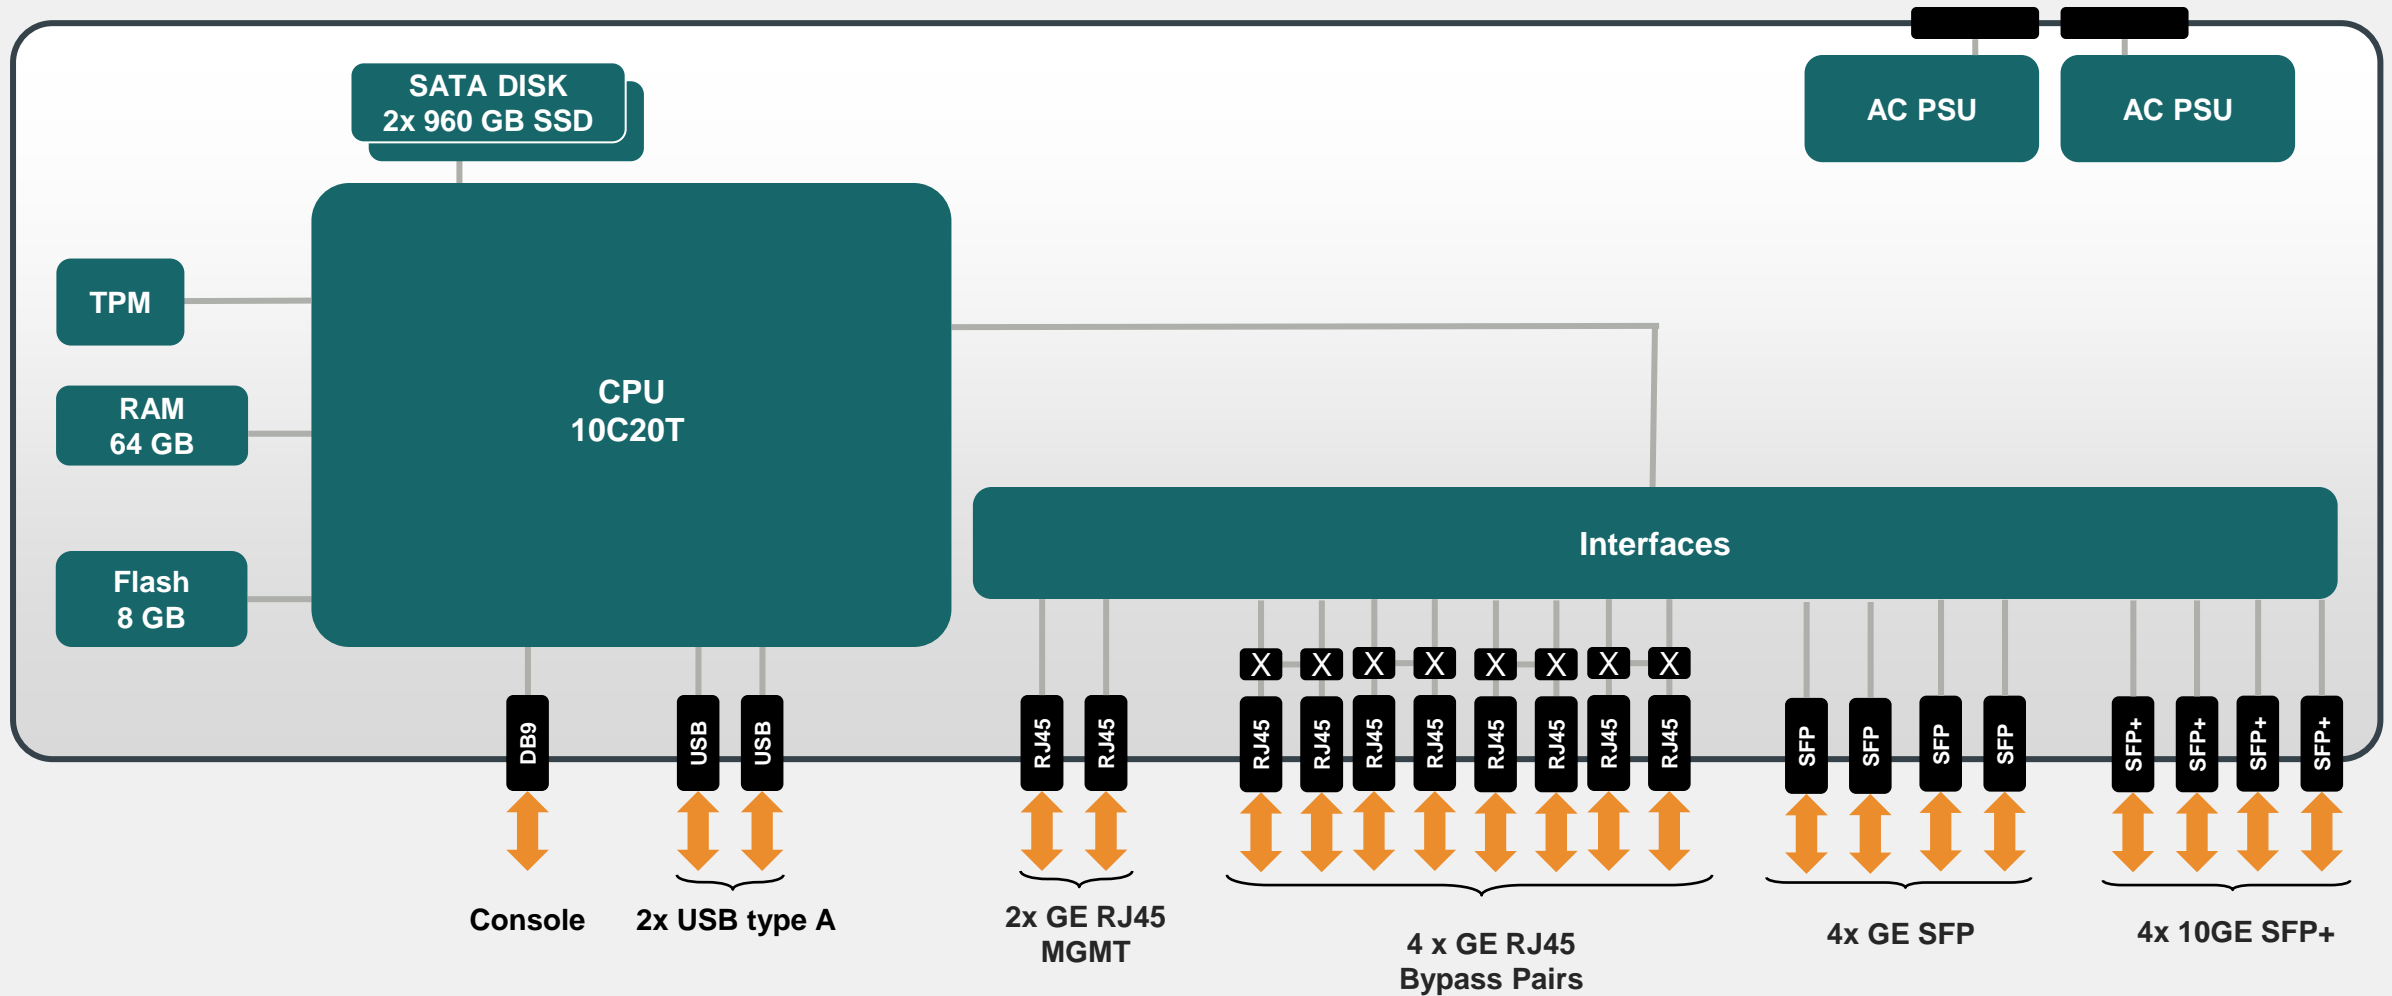 SATA DISK
2x 960 GB SSD
AC PSU
AC PSU
TPM
RAM
64 GB
CPU
10C20T
Flash
8 GB
Interfaces
X
X
X
X
X
X
X
X
DB9
USB
USB
RJ45
RJ45
RJ45
RJ45
RJ45
RJ45
RJ45
RJ45
RJ45
RJ45
SFP
SFP
SFP
SFP
SFP+
SFP+
SFP+
SFP+
Console
2x USB type A
2x GE RJ45
MGMT
4 x GE RJ45
Bypass Pairs
4x GE SFP
4x 10GE SFP+